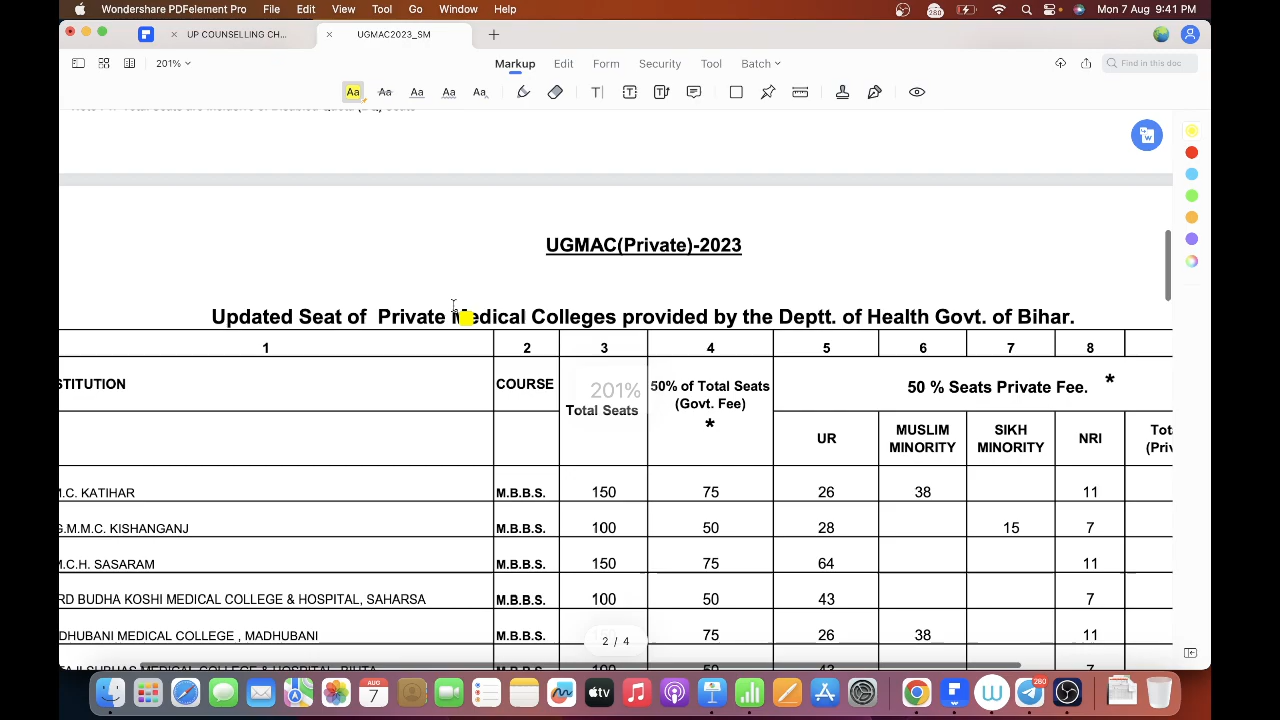 Wondershare PDFelement Pro File Edit View Tool Go Window Help 280 Mon 7 Aug 9:41 PM
UP COUNSELLING CH... UGMAC2023_SM
201% Markup Edit Form Security Tool Batch Find in this doc
UGMAC(Private)-2023
Updated Seat of Private Medical Colleges provided by the Deptt. of Health Govt. of Bihar.
1 2 3 4 5 6 7 8
STITUTION COURSE Total Seats 50% of Total Seats (Govt. Fee) * 50 % Seats Private Fee. *
201%
UR MUSLIM MINORITY SIKH MINORITY NRI Tot (Priv
M.C. KATIHAR M.B.B.S. 150 75 26 38 11
G.M.M.C. KISHANGANJ M.B.B.S. 100 50 28 15 7
M.C.H. SASARAM M.B.B.S. 150 75 64 11
RD BUDHA KOSHI MEDICAL COLLEGE & HOSPITAL, SAHARSA M.B.B.S. 100 50 43 7
DHUBANI MEDICAL COLLEGE , MADHUBANI M.B.B.S. 75 26 38 11
2 / 4
AUG 7
280